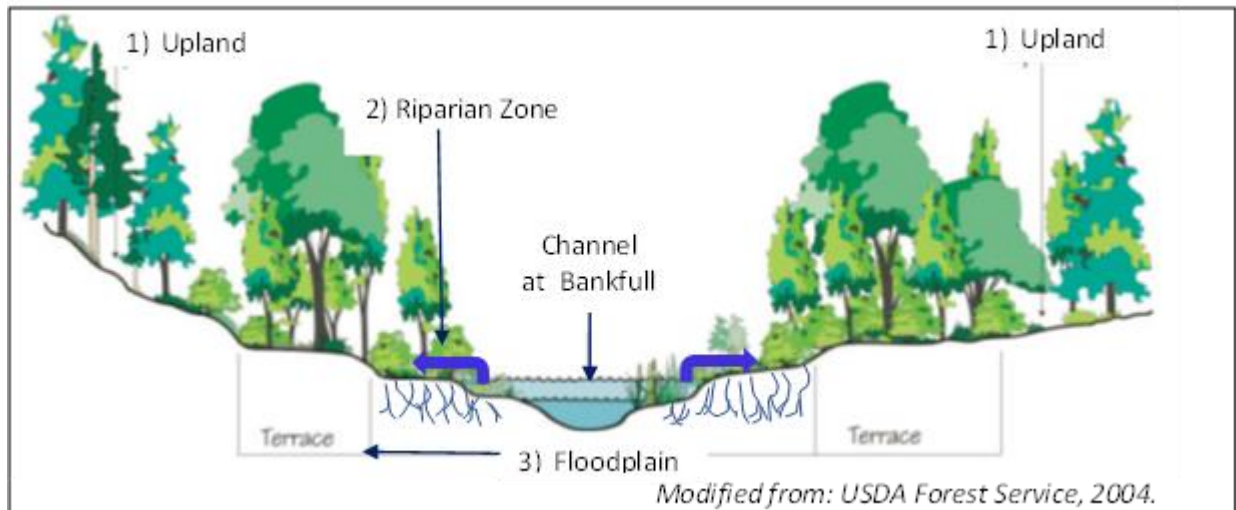 1) Upland
1) Upland
2) Riparian Zone
Channel
at Bankfull
Terrace
Terrace
3) Floodplain
Modified from: USDA Forest Service, 2004.